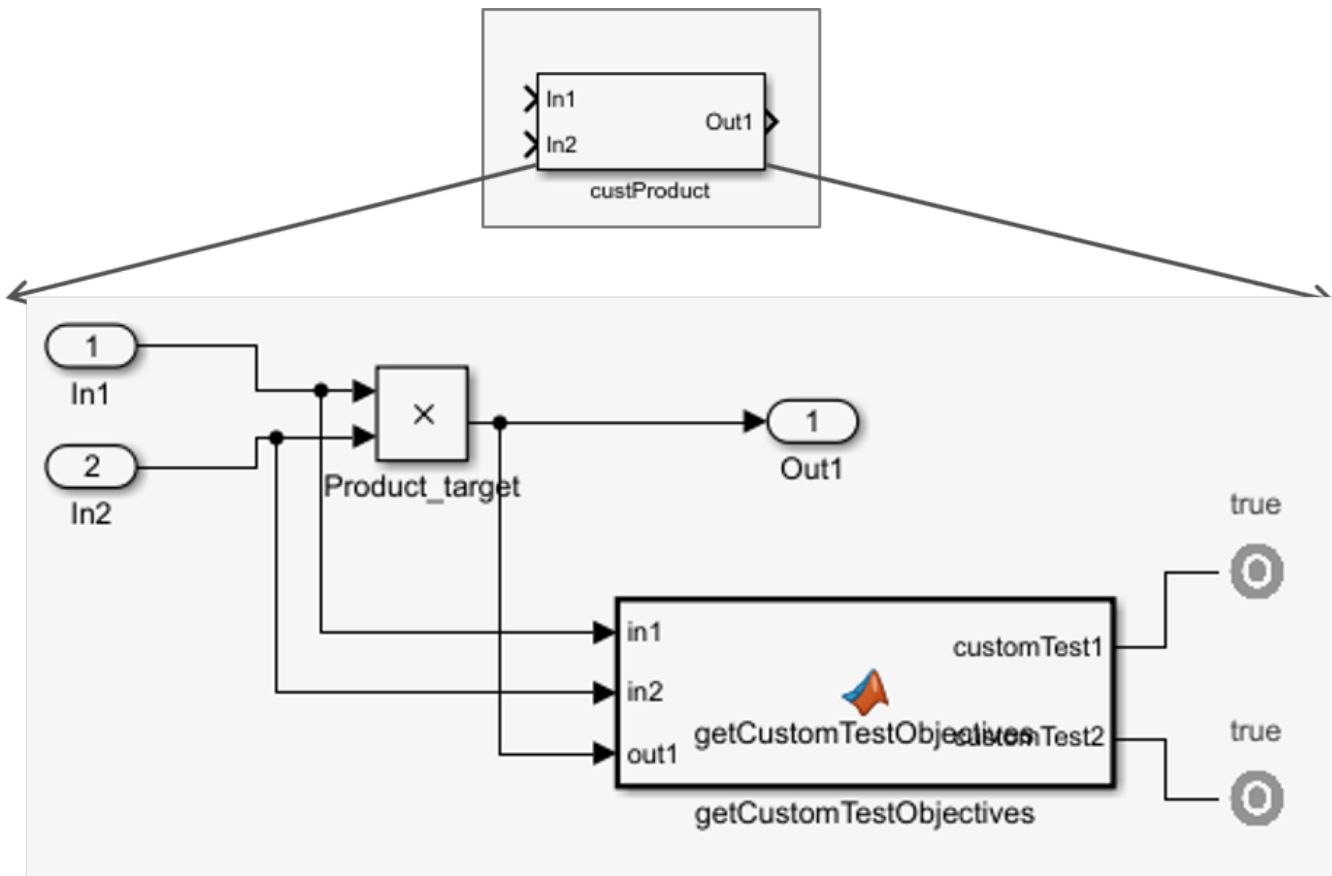 In1
Out1
In2
custProduct
1
In1
×
1
Product_target
Out1
2
In2
true
O
in1
customTest1
in2
getCustomTestObjectives
customTest2
out1
true
O
getCustomTestObjectives